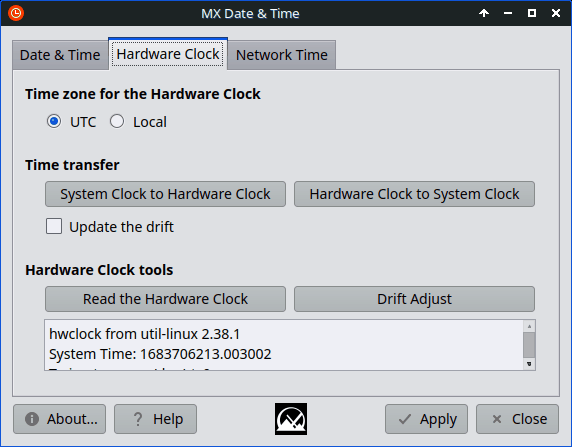 MX Date & Time
Date & Time Hardware Clock Network Time
Time zone for the Hardware Clock
UTC Local
Time transfer
System Clock to Hardware Clock Hardware Clock to System Clock
Update the drift
Hardware Clock tools
Read the Hardware Clock Drift Adjust
hwclock from util-linux 2.38.1
System Time: 1683706213.003002
About... Help Apply Close